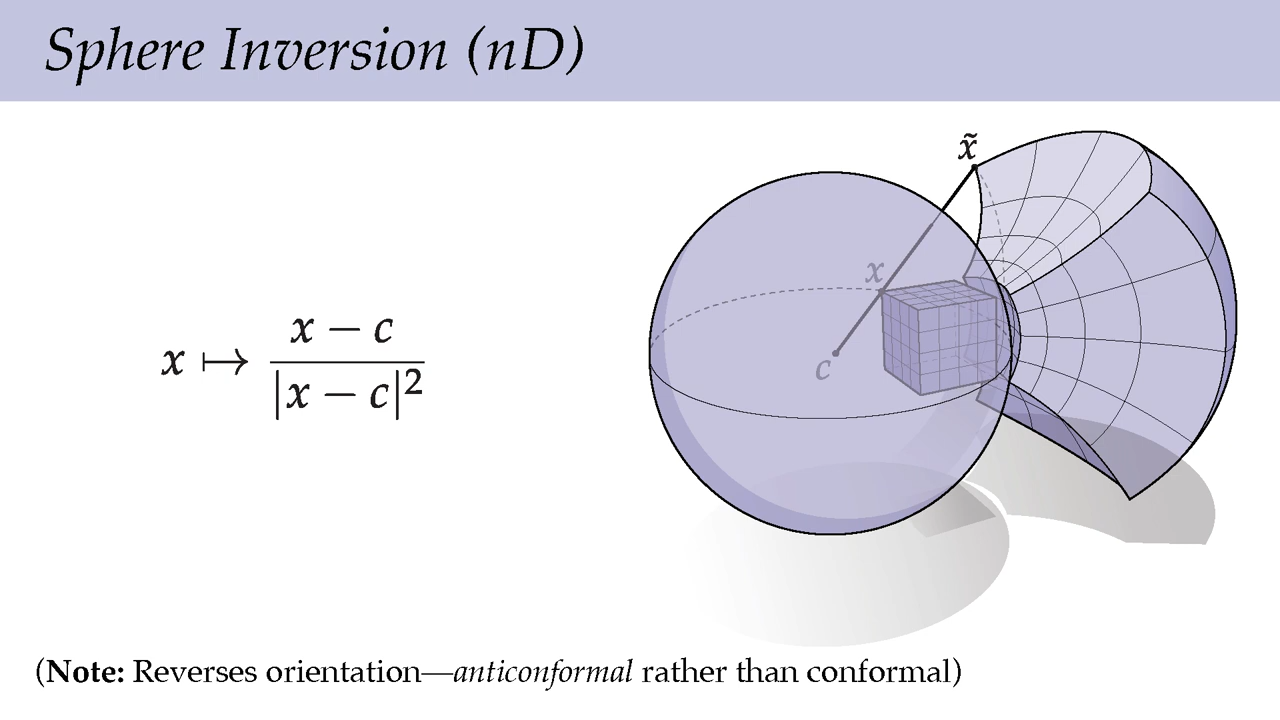 Sphere Inversion (nD)
x̃
x
c
x ↦ x − c / |x − c|²
(Note: Reverses orientation—anticonformal rather than conformal)